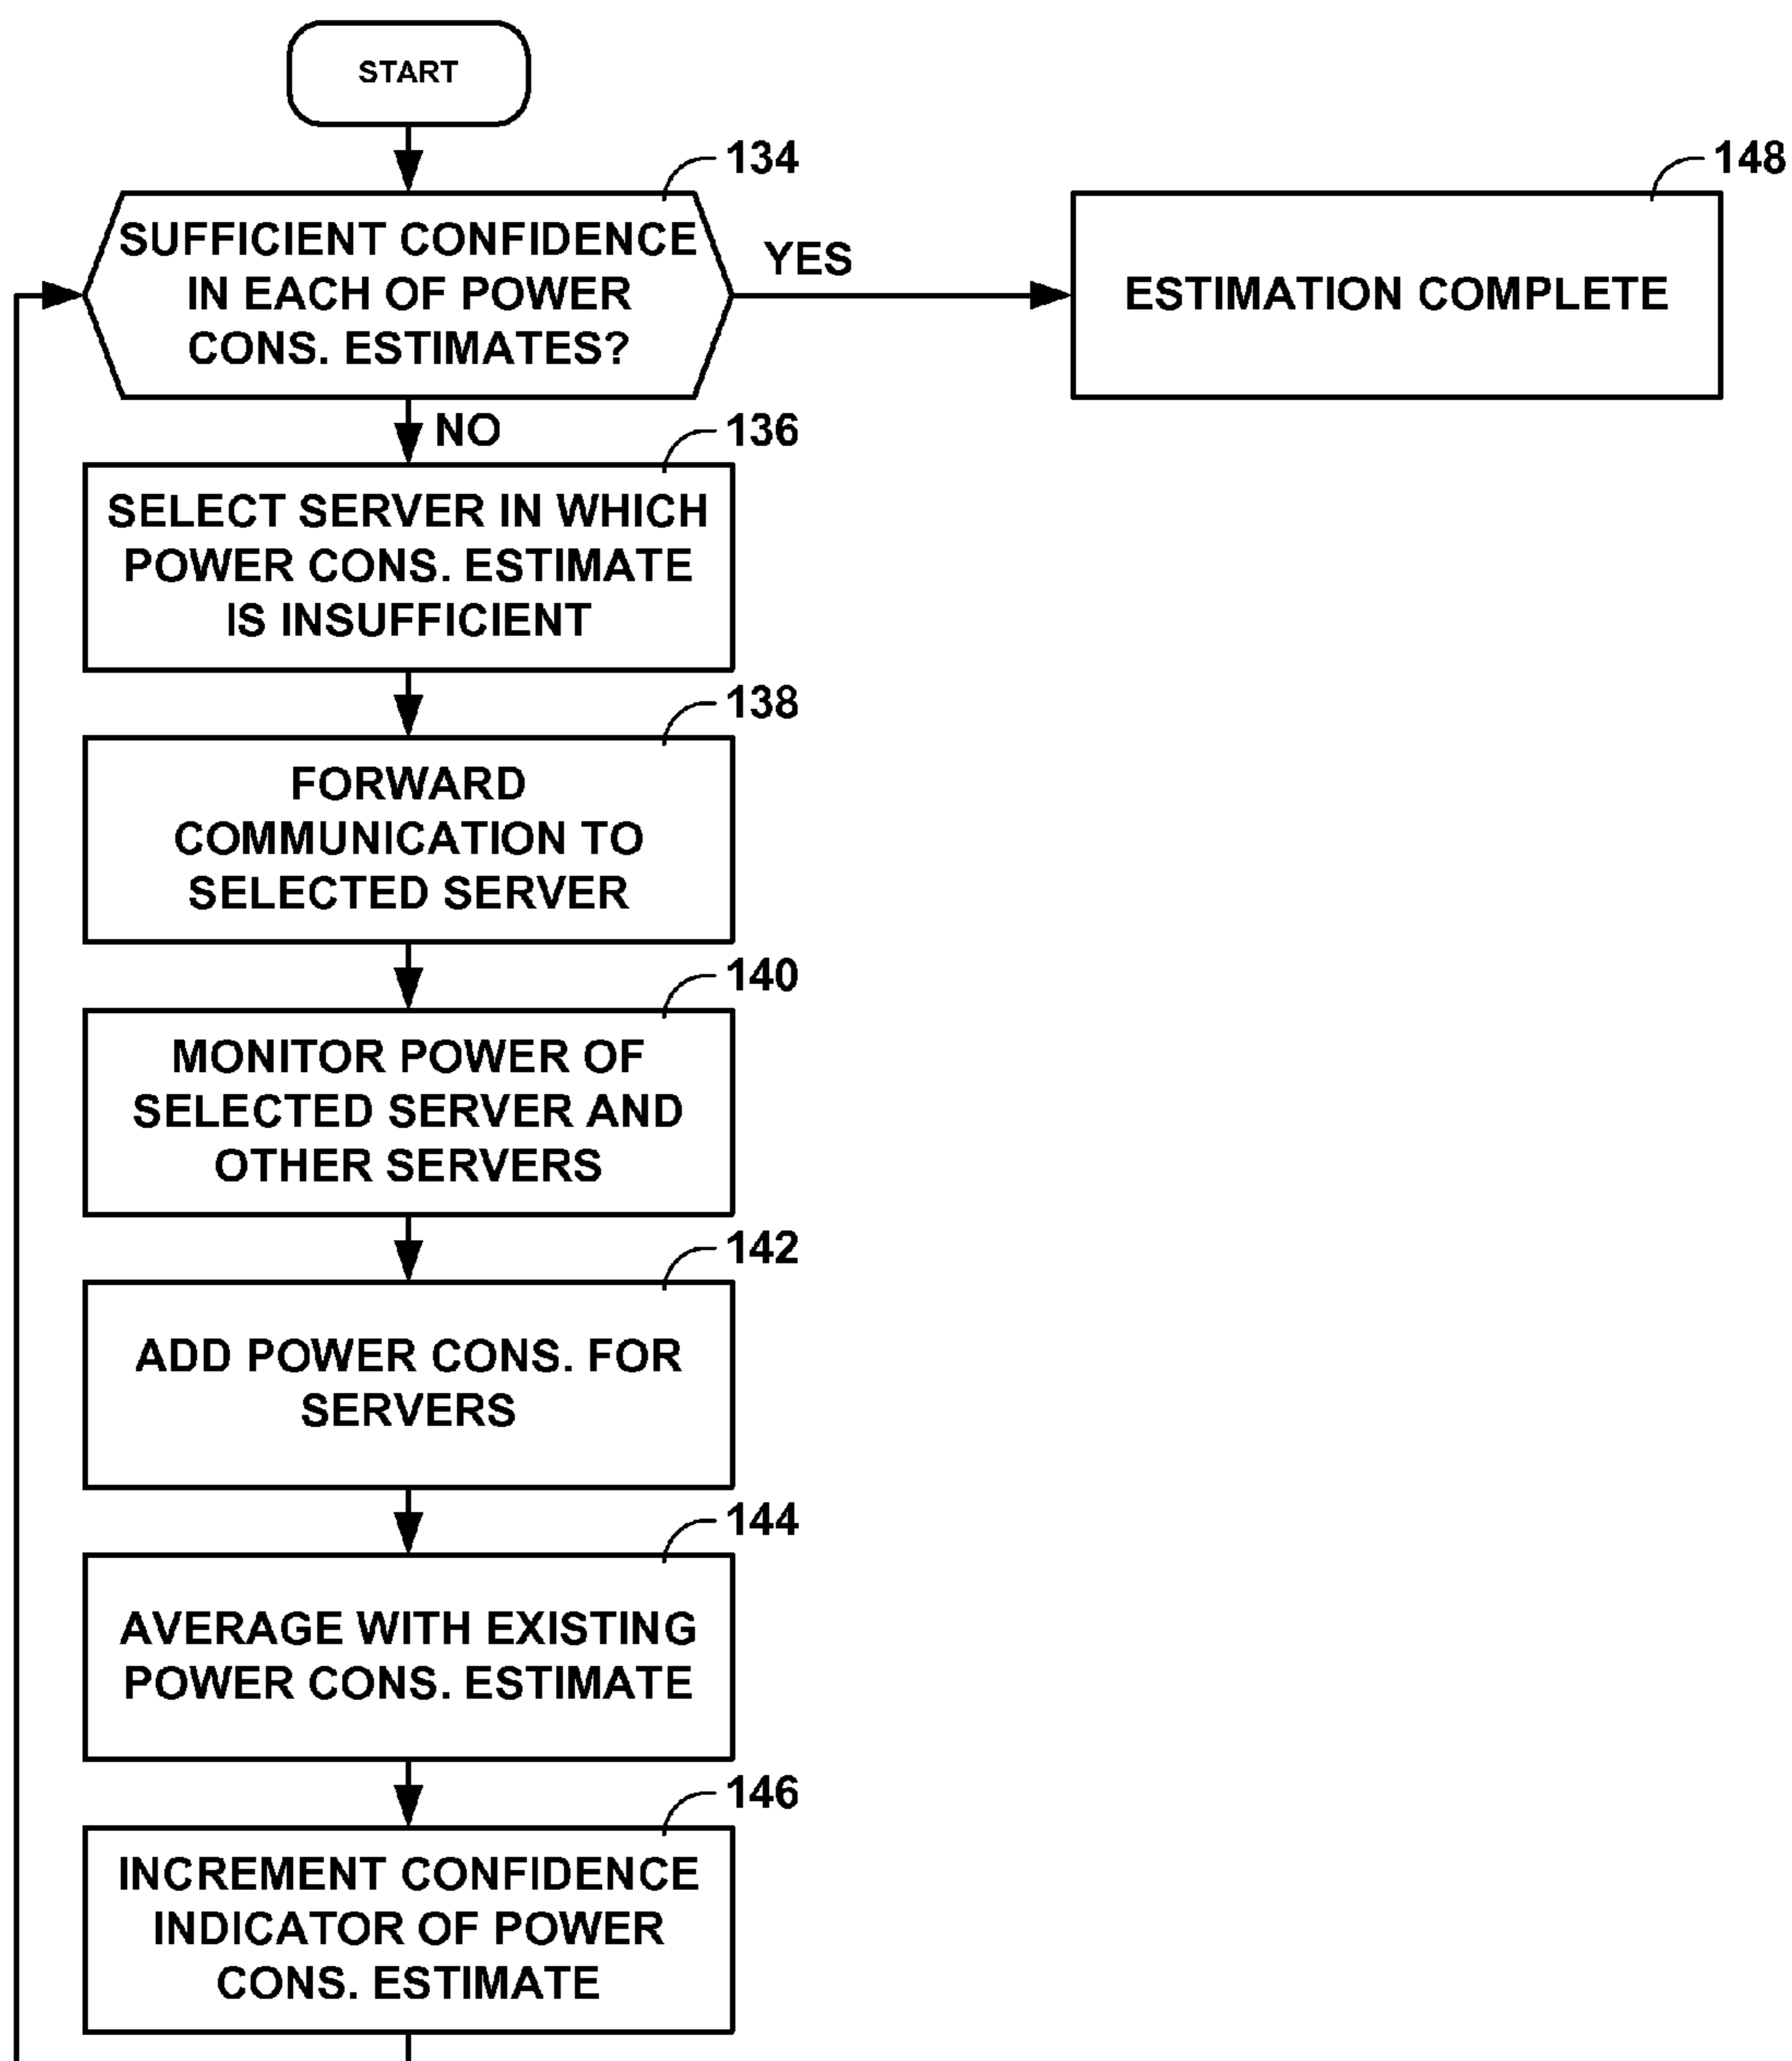 START
134
SUFFICIENT CONFIDENCE
IN EACH OF POWER
CONS. ESTIMATES?
YES
148
ESTIMATION COMPLETE
NO
136
SELECT SERVER IN WHICH
POWER CONS. ESTIMATE
IS INSUFFICIENT
138
FORWARD
COMMUNICATION TO
SELECTED SERVER
140
MONITOR POWER OF
SELECTED SERVER AND
OTHER SERVERS
142
ADD POWER CONS. FOR
SERVERS
144
AVERAGE WITH EXISTING
POWER CONS. ESTIMATE
146
INCREMENT CONFIDENCE
INDICATOR OF POWER
CONS. ESTIMATE